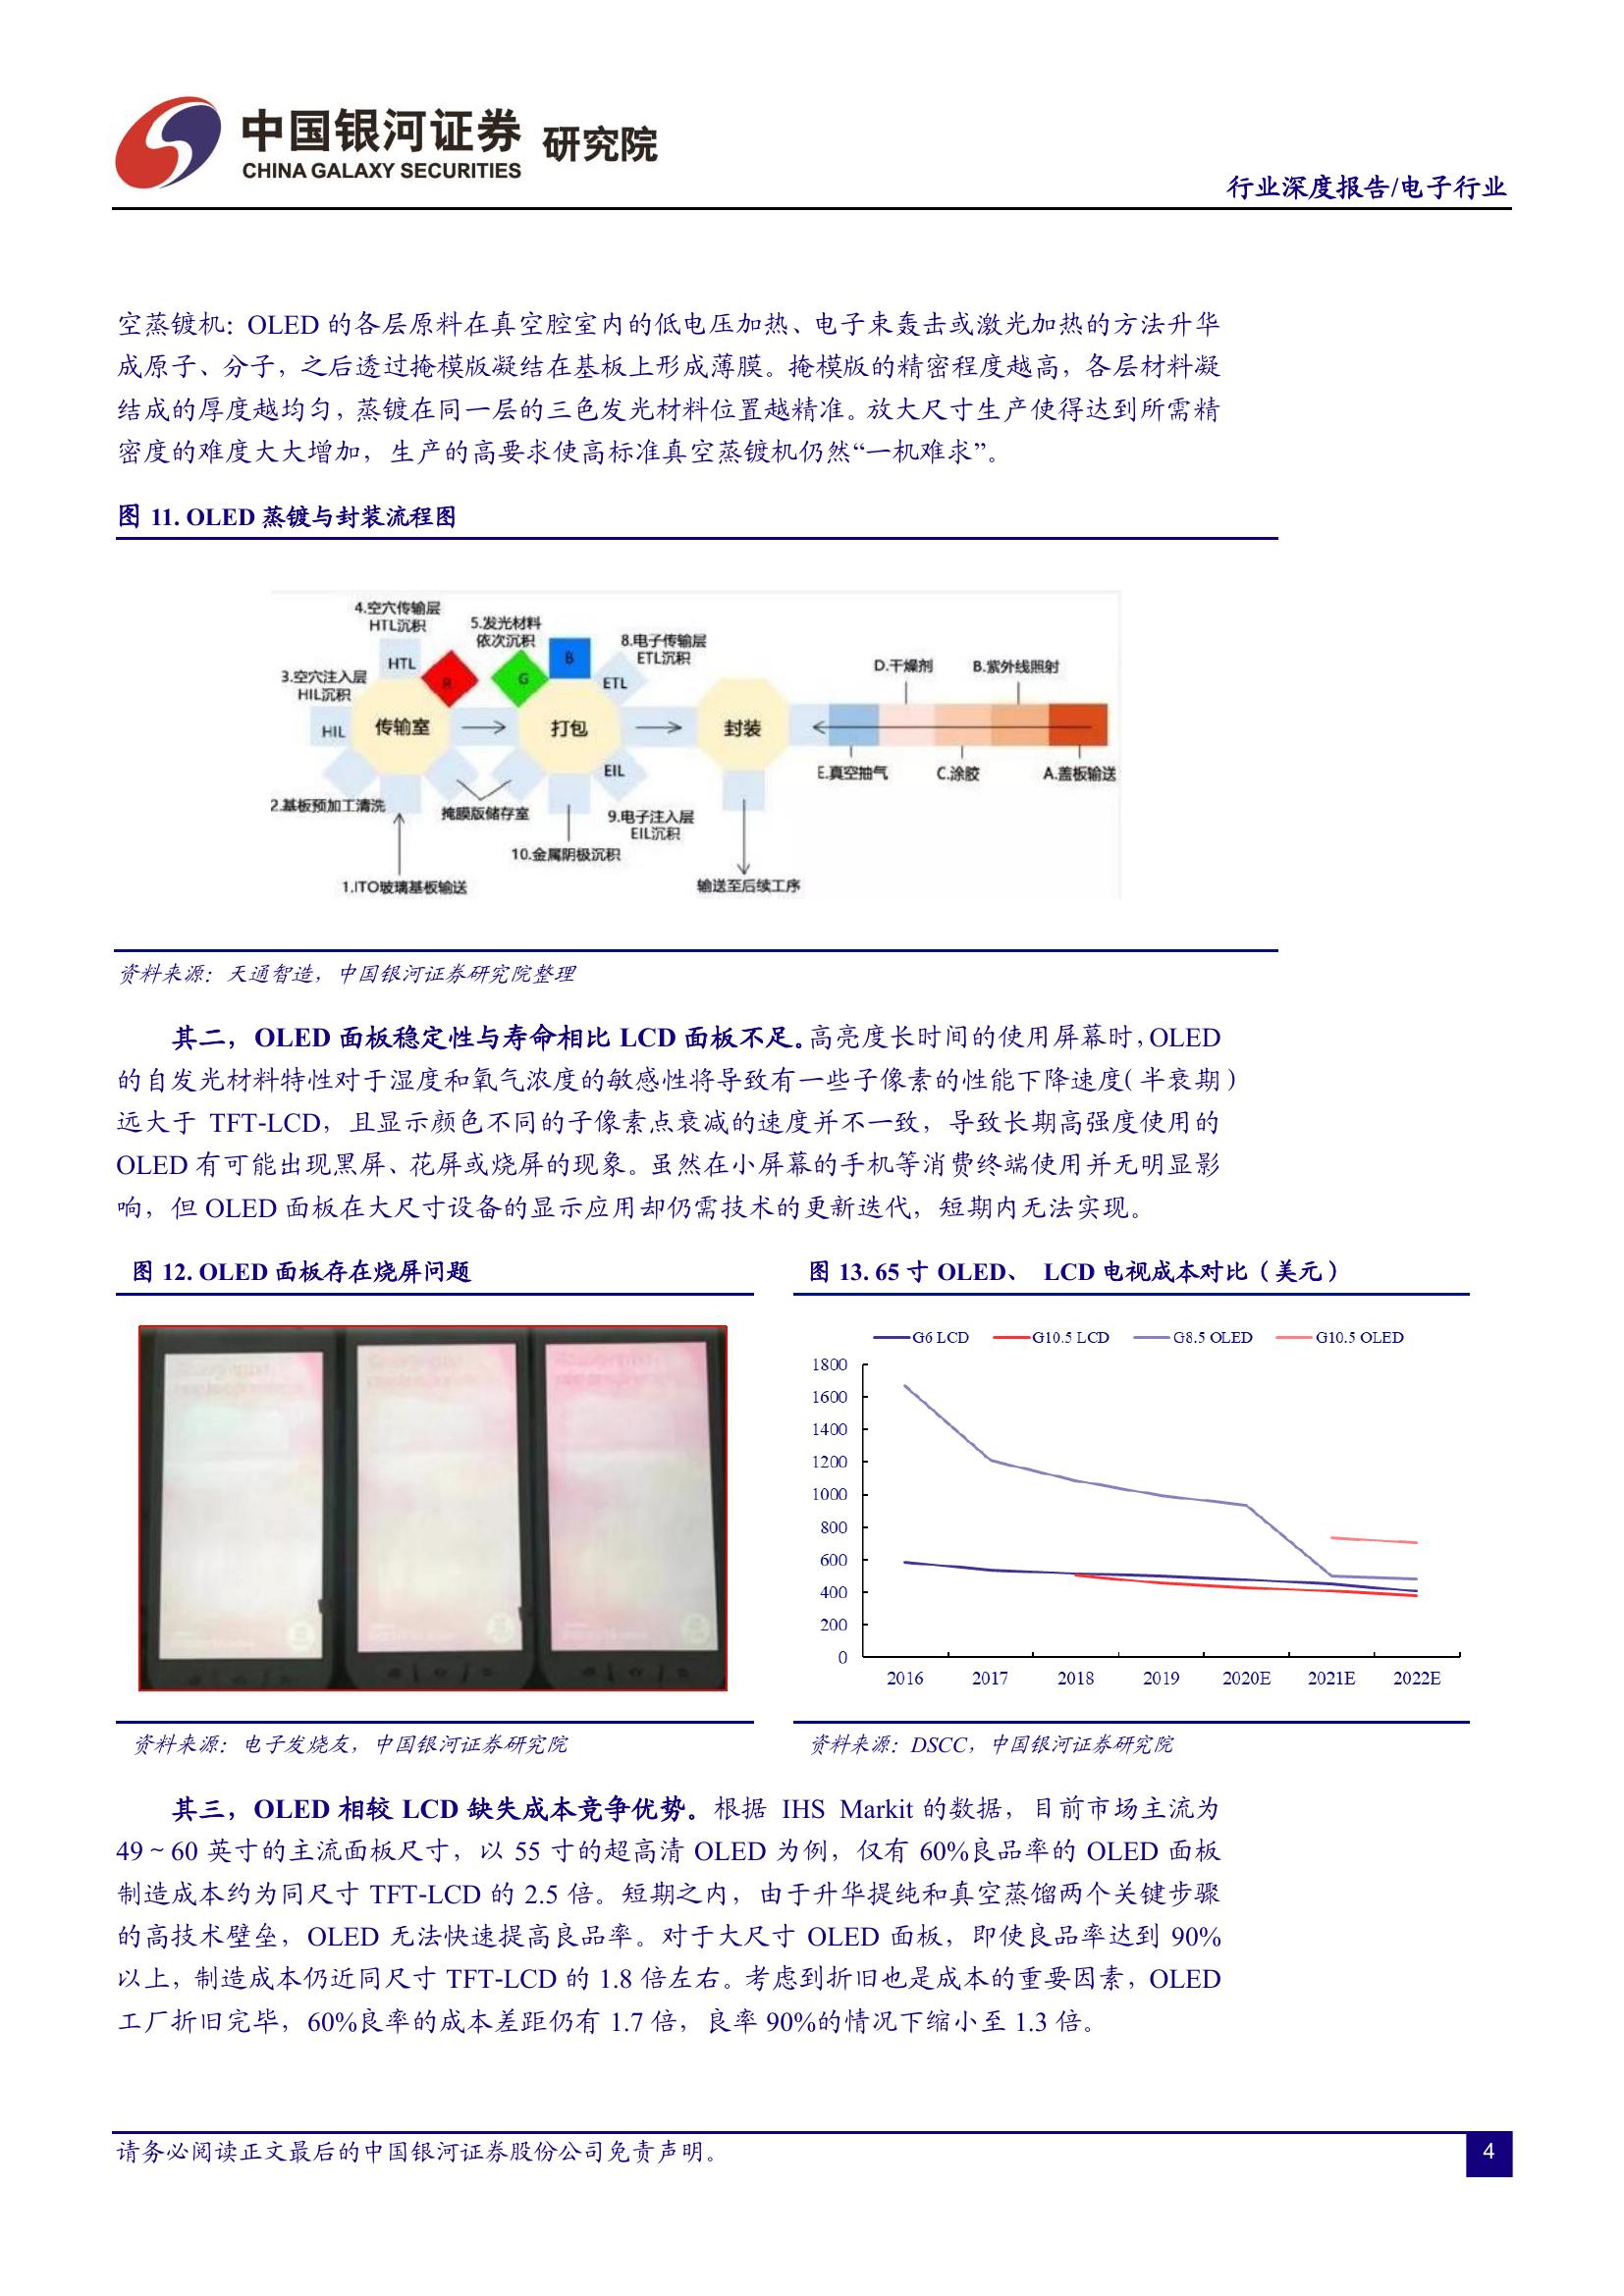 中国银河证券 研究院
CHINA GALAXY SECURITIES
行业深度报告/电子行业
空蒸镀机：OLED 的各层原料在真空腔室内的低电压加热、电子束轰击或激光加热的方法升华
成原子、分子，之后透过掩模版凝结在基板上形成薄膜。掩模版的精密程度越高，各层材料凝
结成的厚度越均匀，蒸镀在同一层的三色发光材料位置越精准。放大尺寸生产使得达到所需精
密度的难度大大增加，生产的高要求使高标准真空蒸镀机仍然“一机难求”。
图 11. OLED 蒸镀与封装流程图
4.空穴传输层
HTL沉积
5.发光材料
依次沉积
8.电子传输层
ETL沉积
3.空穴注入层
HIL沉积
HTL
R
G
B
ETL
D.干燥剂
B.紫外线照射
HIL
传输室
打包
封装
EIL
E.真空抽气
C.涂胶
A.盖板输送
2.基板预加工清洗
掩膜版储存室
9.电子注入层
EIL沉积
10.金属阴极沉积
1.ITO玻璃基板输送
输送至后续工序
资料来源：天通智造，中国银河证券研究院整理
其二，OLED 面板稳定性与寿命相比 LCD 面板不足。高亮度长时间的使用屏幕时，OLED
的自发光材料特性对于湿度和氧气浓度的敏感性将导致有一些子像素的性能下降速度（半衰期）
远大于 TFT-LCD，且显示颜色不同的子像素点衰减的速度并不一致，导致长期高强度使用的
OLED 有可能出现黑屏、花屏或烧屏的现象。虽然在小屏幕的手机等消费终端使用并无明显影
响，但 OLED 面板在大尺寸设备的显示应用却仍需技术的更新迭代，短期内无法实现。
图 12. OLED 面板存在烧屏问题
资料来源：电子发烧友，中国银河证券研究院
图 13. 65 寸 OLED、 LCD 电视成本对比（美元）
G6 LCD G10.5 LCD G8.5 OLED G10.5 OLED
1800
1600
1400
1200
1000
800
600
400
200
0
2016 2017 2018 2019 2020E 2021E 2022E
资料来源：DSCC，中国银河证券研究院
其三，OLED 相较 LCD 缺失成本竞争优势。根据 IHS Markit 的数据，目前市场主流为
49～60 英寸的主流面板尺寸，以 55 寸的超高清 OLED 为例，仅有 60%良品率的 OLED 面板
制造成本约为同尺寸 TFT-LCD 的 2.5 倍。短期之内，由于升华提纯和真空蒸馏两个关键步骤
的高技术壁垒，OLED 无法快速提高良品率。对于大尺寸 OLED 面板，即使良品率达到 90%
以上，制造成本仍近同尺寸 TFT-LCD 的 1.8 倍左右。考虑到折旧也是成本的重要因素，OLED
工厂折旧完毕，60%良率的成本差距仍有 1.7 倍，良率 90%的情况下缩小至 1.3 倍。
请务必阅读正文最后的中国银河证券股份公司免责声明。
4